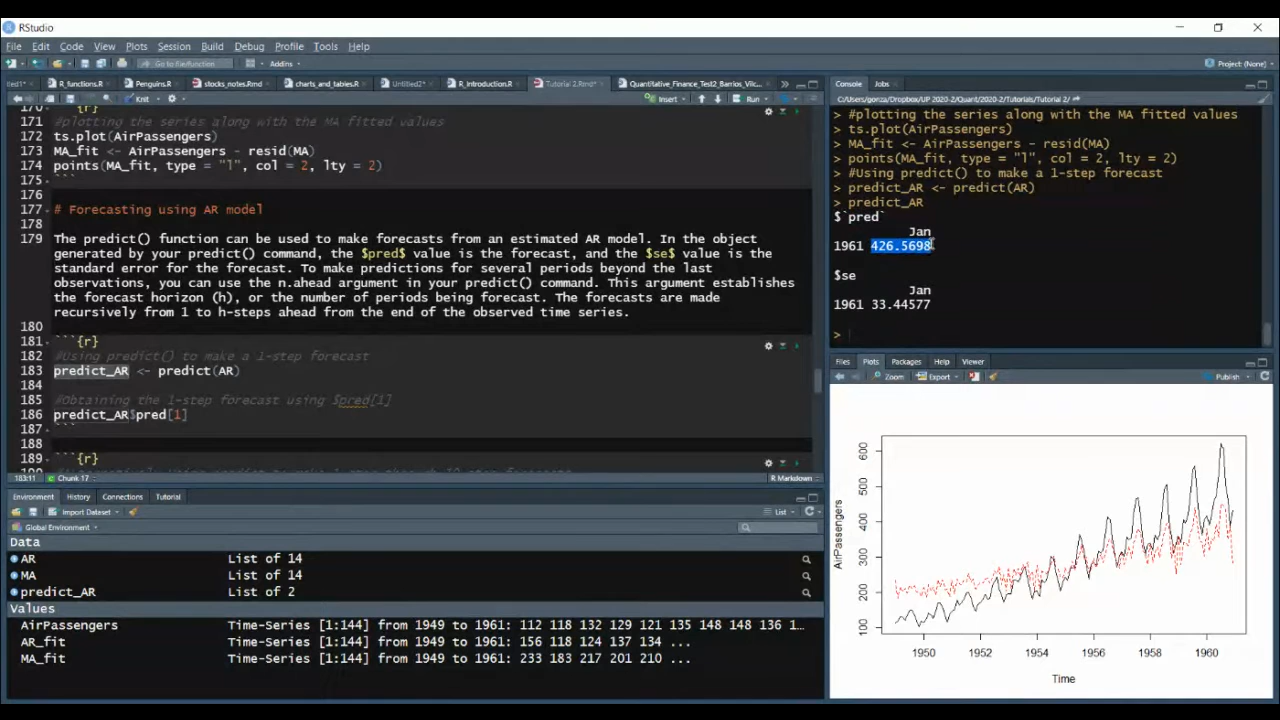 RStudio
File Edit Code View Plots Session Build Debug Profile Tools Help
Go to file/function Addins Project: (None)
R_functions.R Penguins.R stocks_notes.Rmd charts_and_tables.R Untitled2* R_Introduction.R Tutorial 2.Rmd*
Knit Insert Run
171 #plotting the series along with the MA fitted values
172 ts.plot(AirPassengers)
173 MA_fit <- AirPassengers - resid(MA)
174 points(MA_fit, type = "l", col = 2, lty = 2)
175 ```
176
177 # Forecasting using AR model
178
179 The predict() function can be used to make forecasts from an estimated AR model. In the object
generated by your predict() command, the $pred$ value is the forecast, and the $se$ value is the
standard error for the forecast. To make predictions for several periods beyond the last
observations, you can use the n.ahead argument in your predict() command. This argument establishes
the forecast horizon (h), or the number of periods being forecast. The forecasts are made
recursively from 1 to h-steps ahead from the end of the observed time series.
180
181 ```{r}
182 #Using predict() to make a 1-step forecast
183 predict_AR <- predict(AR)
184
185 #Obtaining the 1-step forecast using $pred[1]
186 predict_AR$pred[1]
187 ```
188
189 ```{r}
183:11 Chunk 17 R Markdown
Environment History Connections Tutorial
Import Dataset List
Global Environment
Data
AR List of 14
MA List of 14
predict_AR List of 2
Values
AirPassengers Time-Series [1:144] from 1949 to 1961: 112 118 132 129 121 135 148 148 136 1...
AR_fit Time-Series [1:144] from 1949 to 1961: 156 118 124 137 134 ...
MA_fit Time-Series [1:144] from 1949 to 1961: 233 183 217 201 210 ...
Console Jobs
C:/Users/gonza/Dropbox/UP 2020-2/Quant/2020-2/Tutorials/Tutorial 2/
> #plotting the series along with the MA fitted values
> ts.plot(AirPassengers)
> MA_fit <- AirPassengers - resid(MA)
> points(MA_fit, type = "l", col = 2, lty = 2)
> #Using predict() to make a 1-step forecast
> predict_AR <- predict(AR)
> predict_AR
$`pred`
Jan
1961 426.5698
$se
Jan
1961 33.44577
>
Files Plots Packages Help Viewer
Zoom Export Publish
AirPassengers
600
500
400
300
200
100
1950 1952 1954 1956 1958 1960
Time